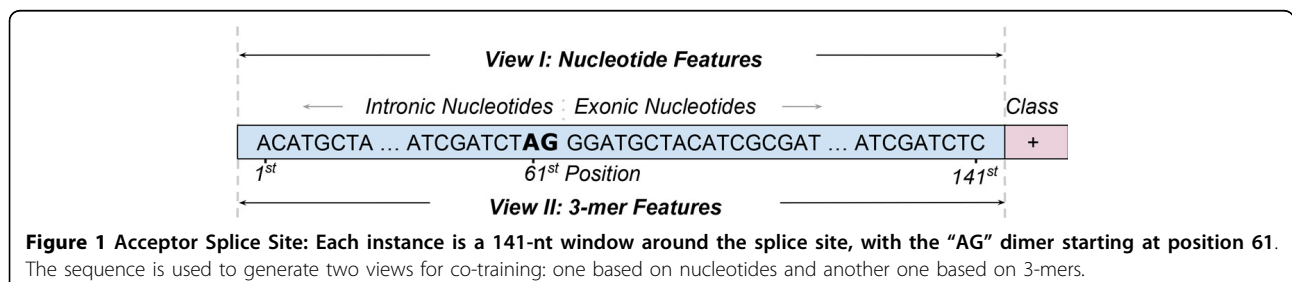 View I: Nucleotide Features
Intronic Nucleotides Exonic Nucleotides Class
ACATGCTA ... ATCGATCTAG GGATGCTACATCGCGAT ... ATCGATCTC +
1st 61st Position 141st
View II: 3-mer Features
Figure 1 Acceptor Splice Site: Each instance is a 141-nt window around the splice site, with the “AG” dimer starting at position 61.
The sequence is used to generate two views for co-training: one based on nucleotides and another one based on 3-mers.